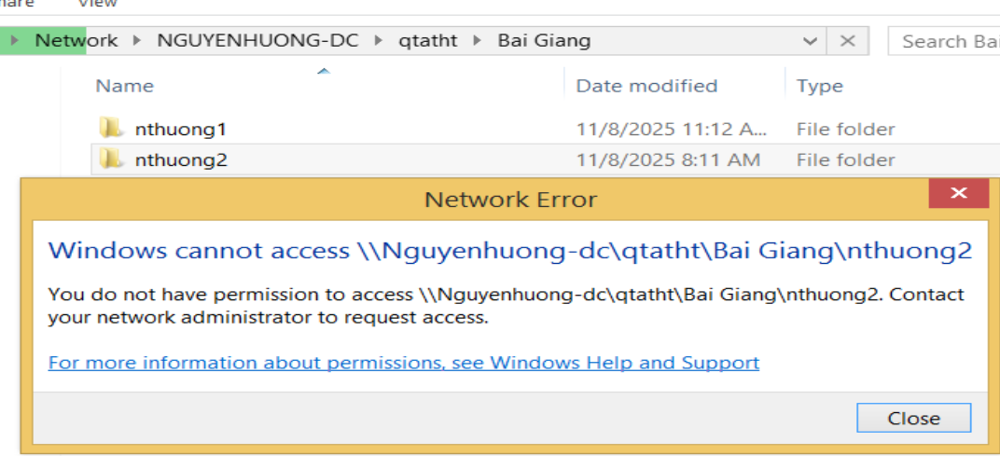 View
Network NGUYENHUONG-DC qtatht Bai Giang Search Bai
Name Date modified Type
nthuong1 11/8/2025 11:12 A... File folder
nthuong2 11/8/2025 8:11 AM File folder
Network Error
Windows cannot access \\Nguyenhuong-dc\qtatht\Bai Giang\nthuong2
You do not have permission to access \\Nguyenhuong-dc\qtatht\Bai Giang\nthuong2. Contact
your network administrator to request access.
For more information about permissions, see Windows Help and Support
Close